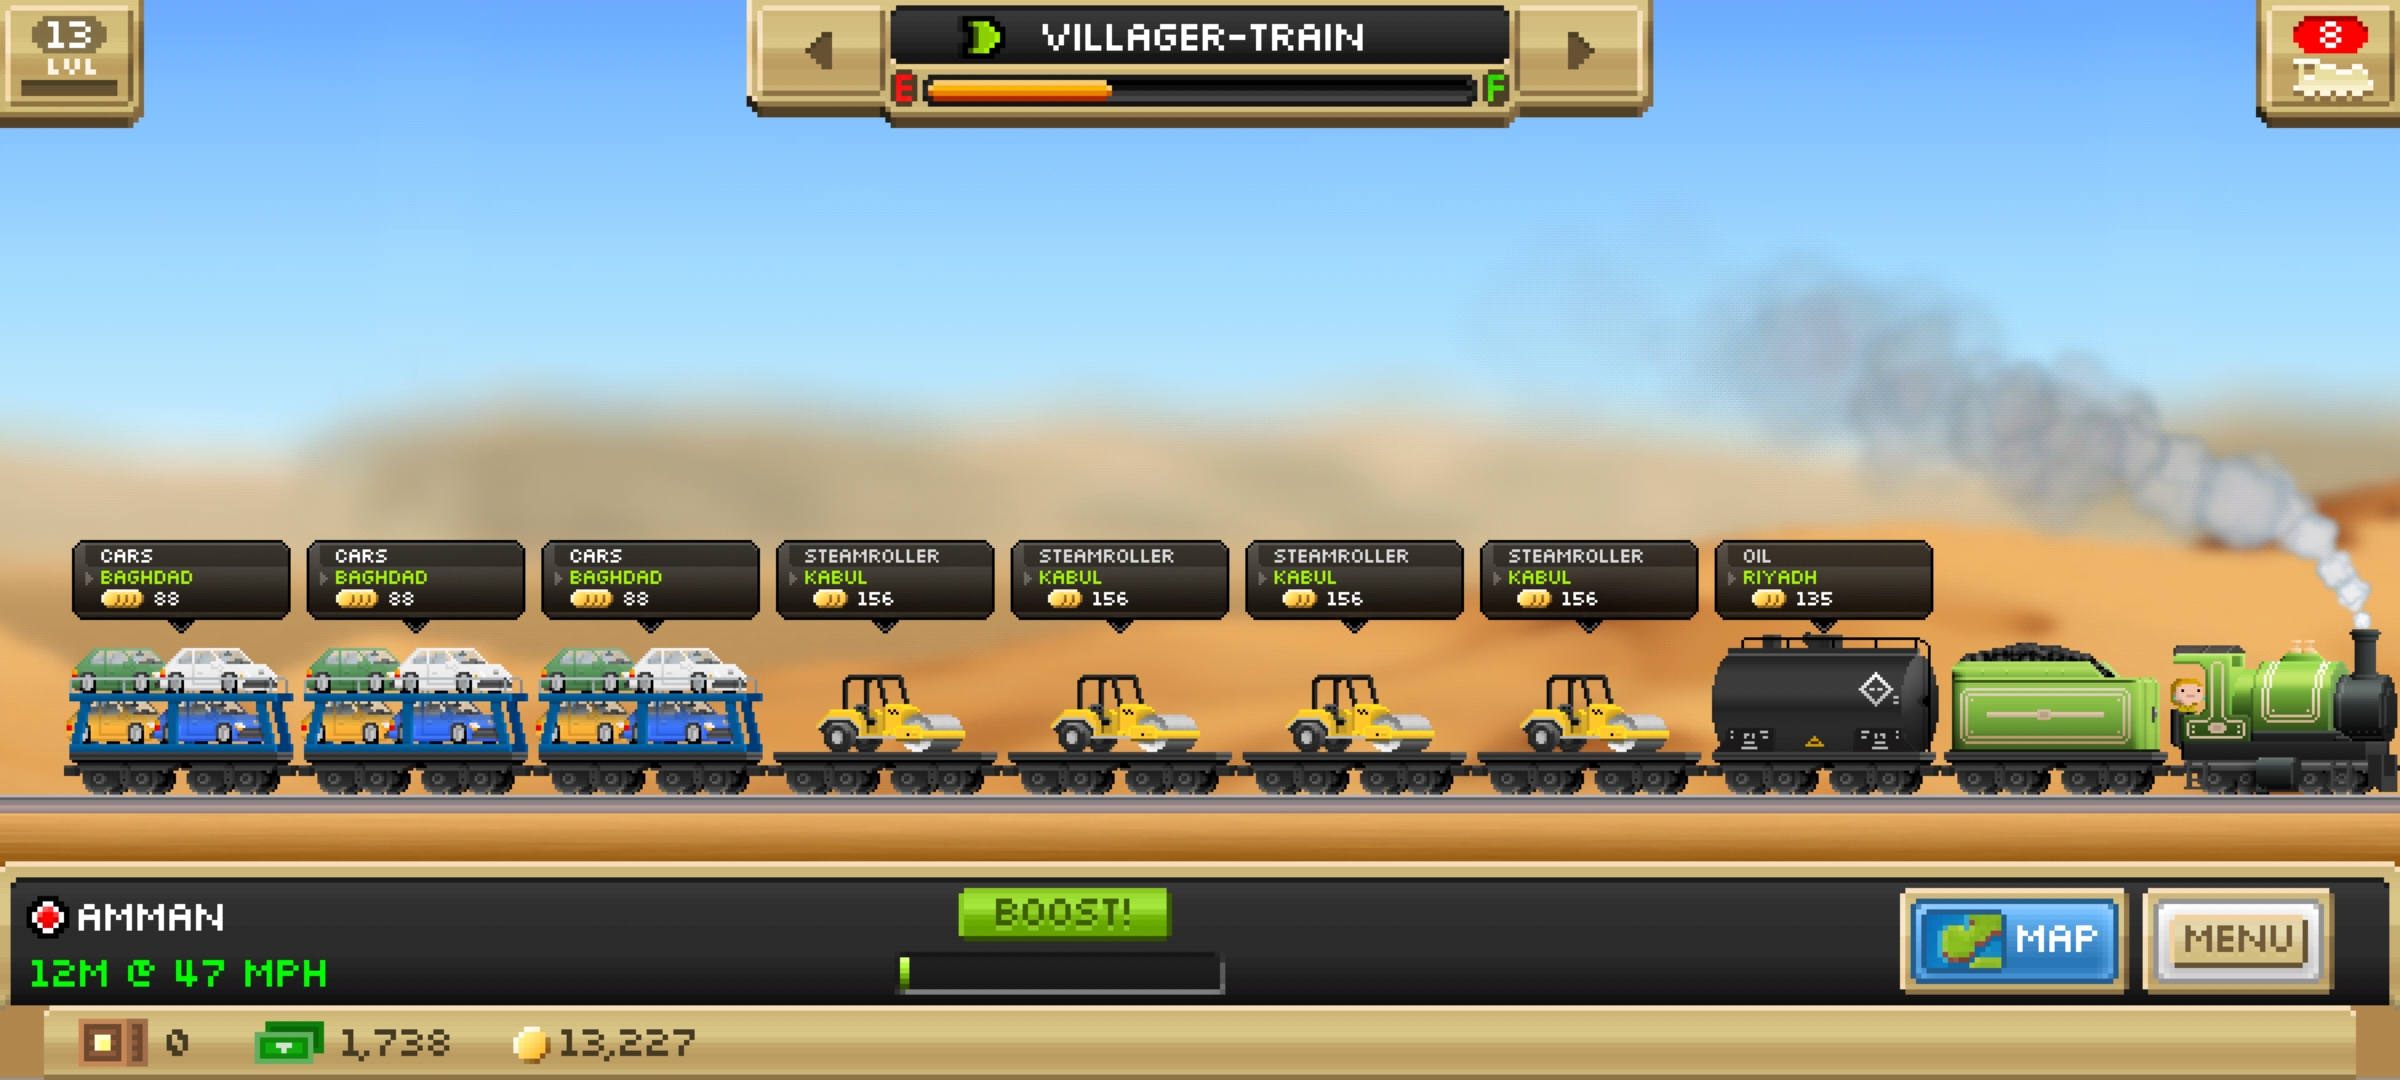 13
LVL
VILLAGER-TRAIN
E
F
8
CARS
BAGHDAD
88
CARS
BAGHDAD
88
CARS
BAGHDAD
88
STEAMROLLER
KABUL
156
STEAMROLLER
KABUL
156
STEAMROLLER
KABUL
156
STEAMROLLER
KABUL
156
OIL
RIYADH
135
AMMAN
12M @ 47 MPH
BOOST!
MAP
MENU
0
1,738
13,227